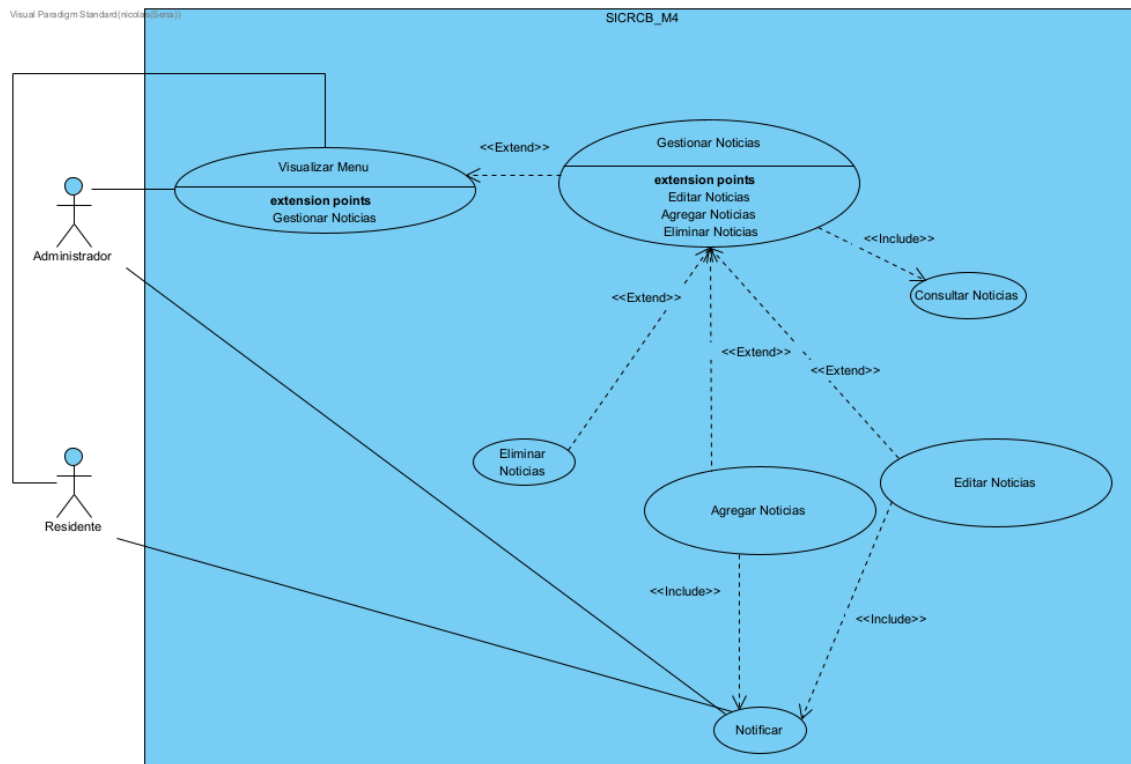 Visual Paradigm Standard(nicolas(Sena))
SICRCB_M4
Visualizar Menu
extension points
Gestionar Noticias
<<Extend>>
Gestionar Noticias
extension points
Editar Noticias
Agregar Noticias
Eliminar Noticias
<<Include>>
Consultar Noticias
Administrador
<<Extend>>
<<Extend>>
<<Extend>>
Eliminar
Noticias
Agregar Noticias
Editar Noticias
Residente
<<Include>>
<<Include>>
Notificar